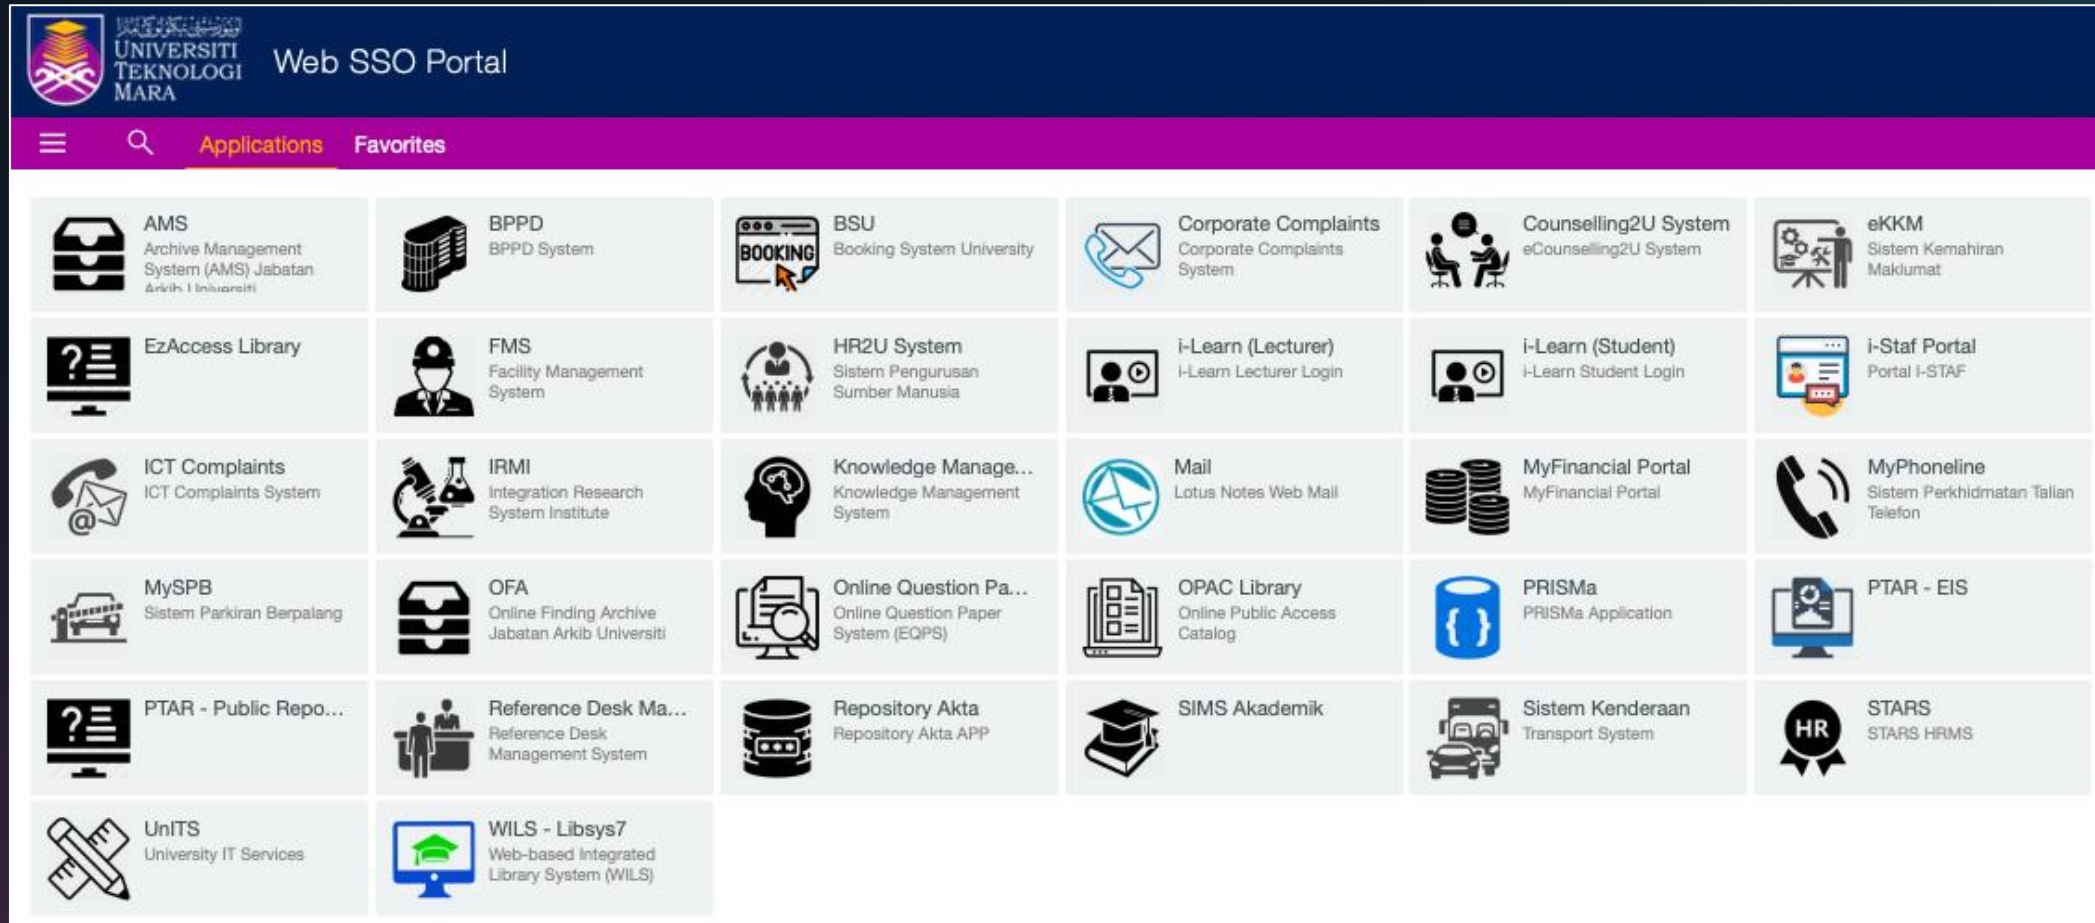 UNIVERSITI
TEKNOLOGI
MARA
Web SSO Portal
Applications Favorites
AMS
Archive Management
System (AMS) Jabatan
Arkib Universiti
BPPD
BPPD System
BSU
Booking System University
BOOKING
Corporate Complaints
Corporate Complaints
System
Counselling2U System
eCounselling2U System
eKKM
Sistem Kemahiran
Maklumat
EzAccess Library
FMS
Facility Management
System
HR2U System
Sistem Pengurusan
Sumber Manusia
i-Learn (Lecturer)
i-Learn Lecturer Login
i-Learn (Student)
i-Learn Student Login
i-Staf Portal
Portal i-STAF
ICT Complaints
ICT Complaints System
IRMI
Integration Research
System Institute
Knowledge Manage...
Knowledge Management
System
Mail
Lotus Notes Web Mail
MyFinancial Portal
MyFinancial Portal
MyPhoneline
Sistem Perkhidmatan Talian
Telefon
MySPB
Sistem Parkiran Berpalang
OFA
Online Finding Archive
Jabatan Arkib Universiti
Online Question Pa...
Online Question Paper
System (EQPS)
OPAC Library
Online Public Access
Catalog
PRISMa
PRISMa Application
PTAR - EIS
PTAR - Public Repo...
Reference Desk Ma...
Reference Desk
Management System
Repository Akta
Repository Akta APP
SIMS Akademik
Sistem Kenderaan
Transport System
HR
STARS
STARS HRMS
UnITS
University IT Services
WILS - Libsys7
Web-based Integrated
Library System (WILS)